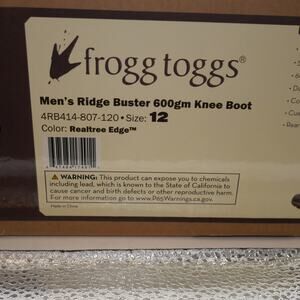 frogg toggs®
Men's Ridge Buster 600gm Knee Boot
4RB414-807-120 • Size: 12
Color: Realtree Edge™
⚠ WARNING: This product can expose you to chemicals
including lead, which is known to the State of California to
cause cancer and birth defects or other reproductive harm.
For more information go to www.P65Warnings.ca.gov.
Made in China